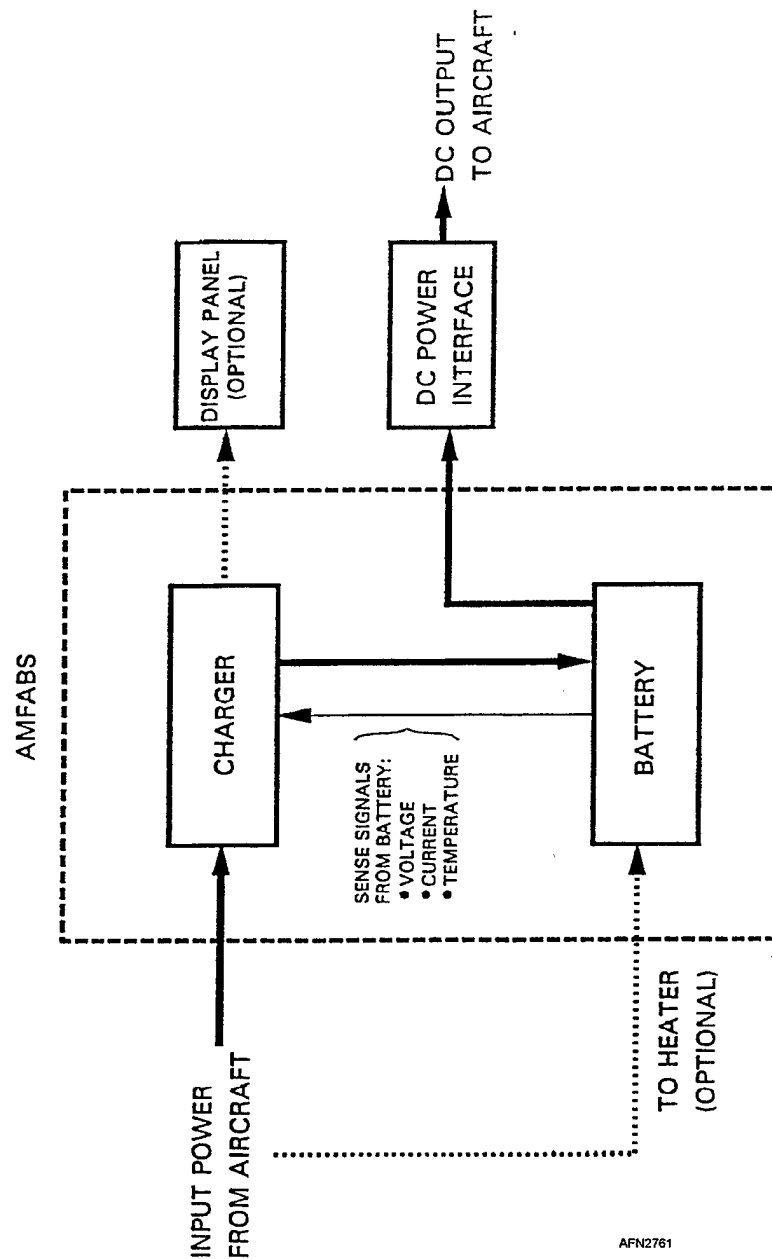 AMFABS
INPUT POWER
FROM AIRCRAFT
CHARGER
DISPLAY PANEL
(OPTIONAL)
SENSE SIGNALS
FROM BATTERY:
• VOLTAGE
• CURRENT
• TEMPERATURE
DC POWER
INTERFACE
DC OUTPUT
TO AIRCRAFT
TO HEATER
(OPTIONAL)
BATTERY
AFN2761